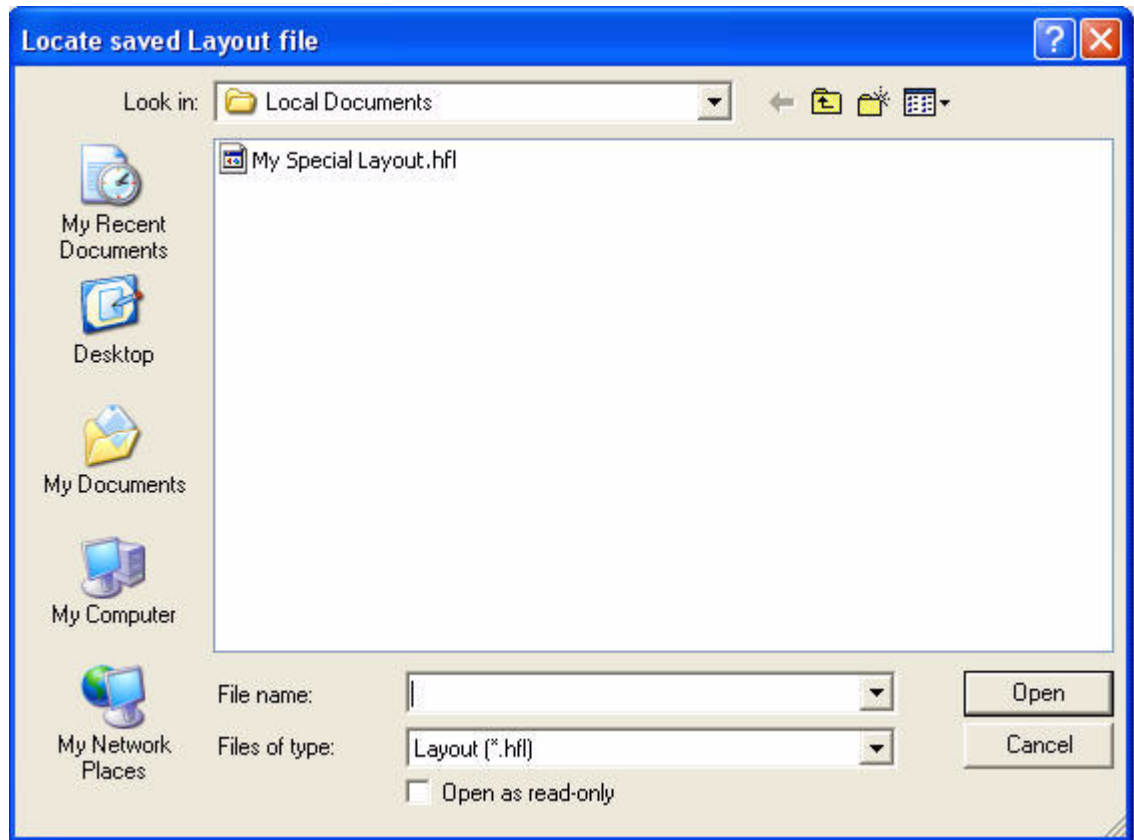 Locate saved Layout file
Look in:
Local Documents
My Special Layout.hfl
My Recent
Documents
Desktop
My Documents
My Computer
My Network
Places
File name:
Open
Files of type:
Layout (*.hfl)
Cancel
Open as read-only